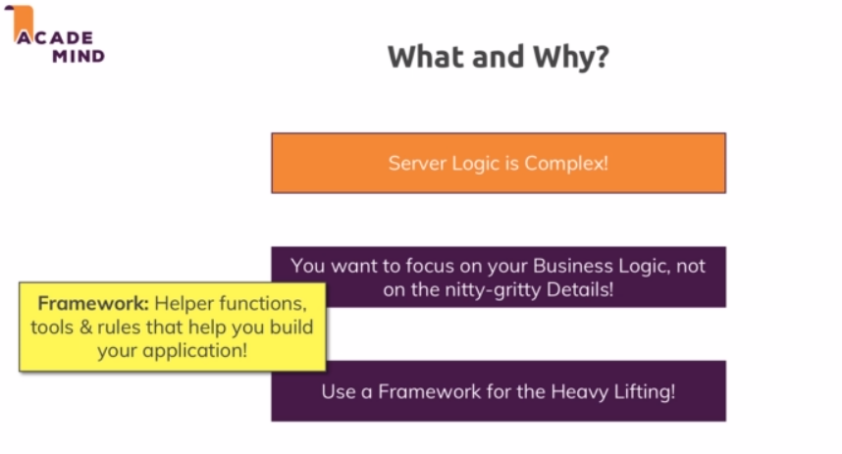 ACADE
MIND
What and Why?
Server Logic is Complex!
You want to focus on your Business Logic, not
on the nitty-gritty Details!
Framework: Helper functions,
tools & rules that help you build
your application!
Use a Framework for the Heavy Lifting!